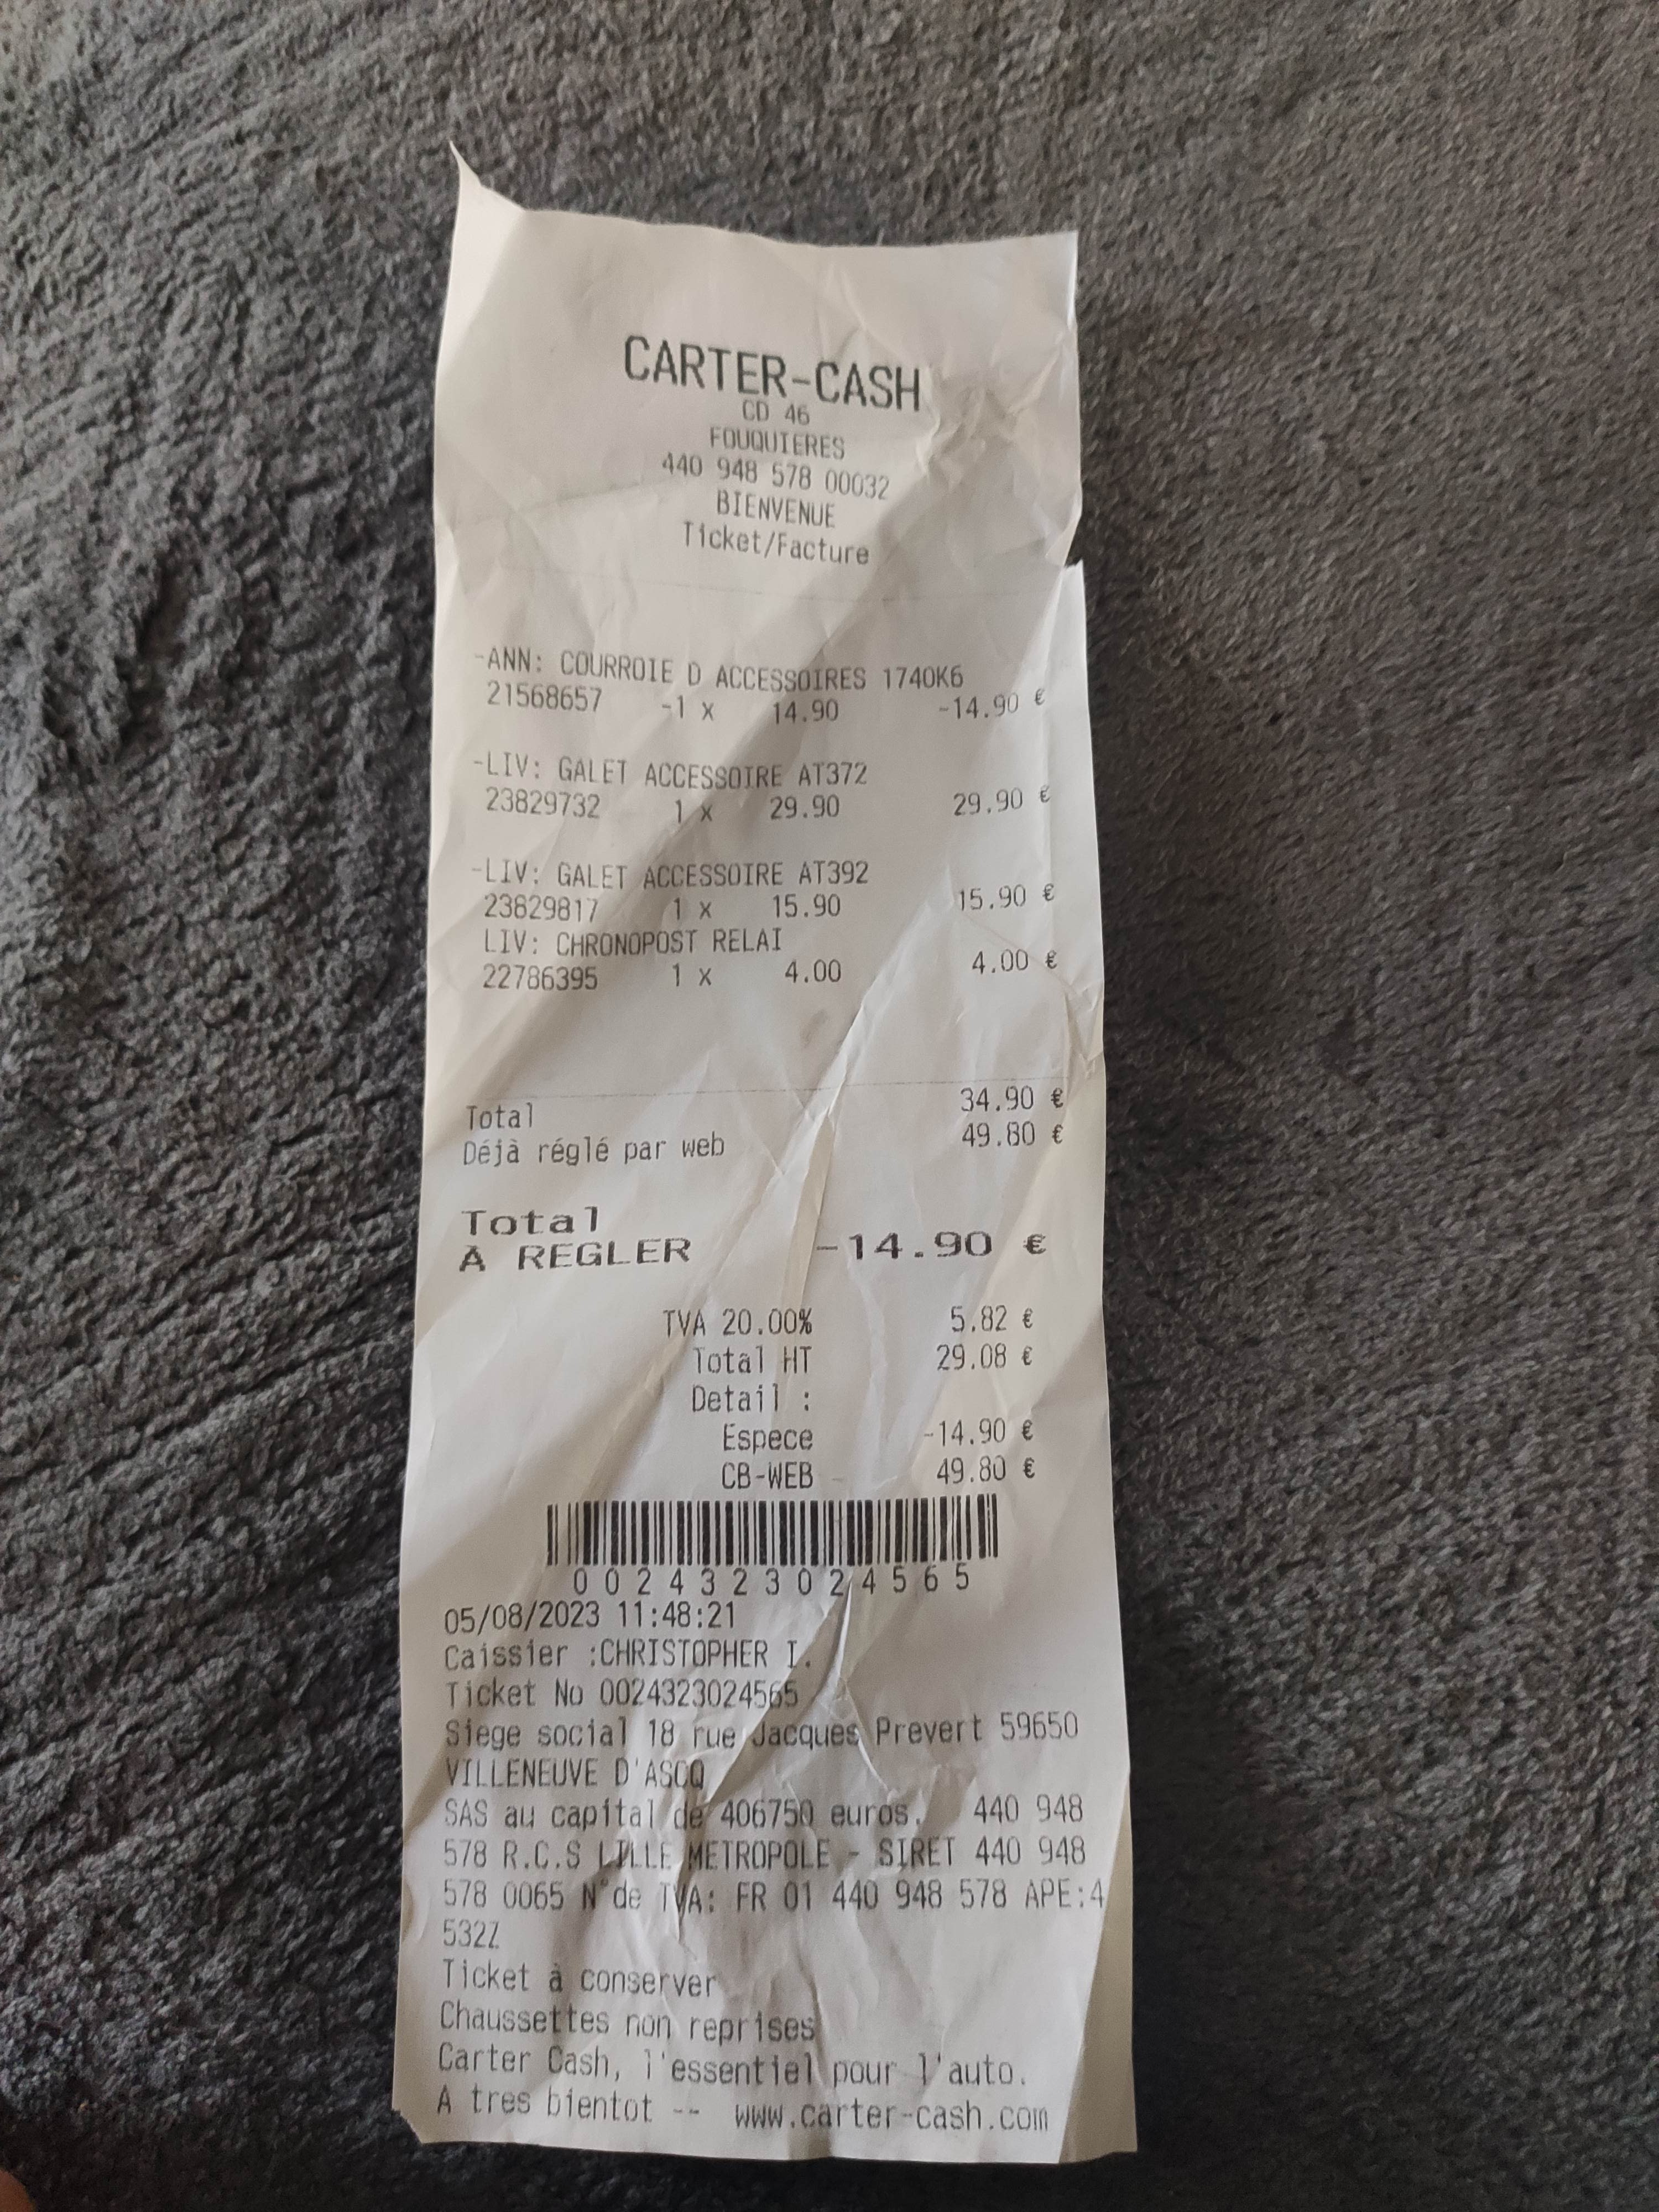 CARTER-CASH
CD 46
FOUQUIERES
440 948 578 00032
BIENVENUE
Ticket/Facture
-ANN: COURROIE D ACCESSOIRES 1740K6
21568657 -1 x 14.90 -14.90 €
-LIV: GALET ACCESSOIRE AT372
23829732 1 x 29.90 29.90 €
-LIV: GALET ACCESSOIRE AT392
23829817 1 x 15.90 15.90 €
LIV: CHRONOPOST RELAI
22786395 1 x 4.00 4.00 €
Total 34.90 €
Déjà réglé par web 49.80 €
Total
A REGLER -14.90 €
TVA 20.00% 5.82 €
Total HT 29.08 €
Detail :
Espece -14.90 €
CB-WEB 49.80 €
0024323024565
05/08/2023 11:48:21
Caissier :CHRISTOPHER I.
Ticket No 0024323024565
Siege social 18 rue Jacques Prevert 59650
VILLENEUVE D'ASCQ
SAS au capital de 406750 euros. 440 948
578 R.C.S LILLE METROPOLE - SIRET 440 948
578 0065 N°de TVA: FR 01 440 948 578 APE:4
532Z
Ticket à conserver
Chaussettes non reprises
Carter Cash, l'essentiel pour l'auto.
A tres bientot -- www.carter-cash.com